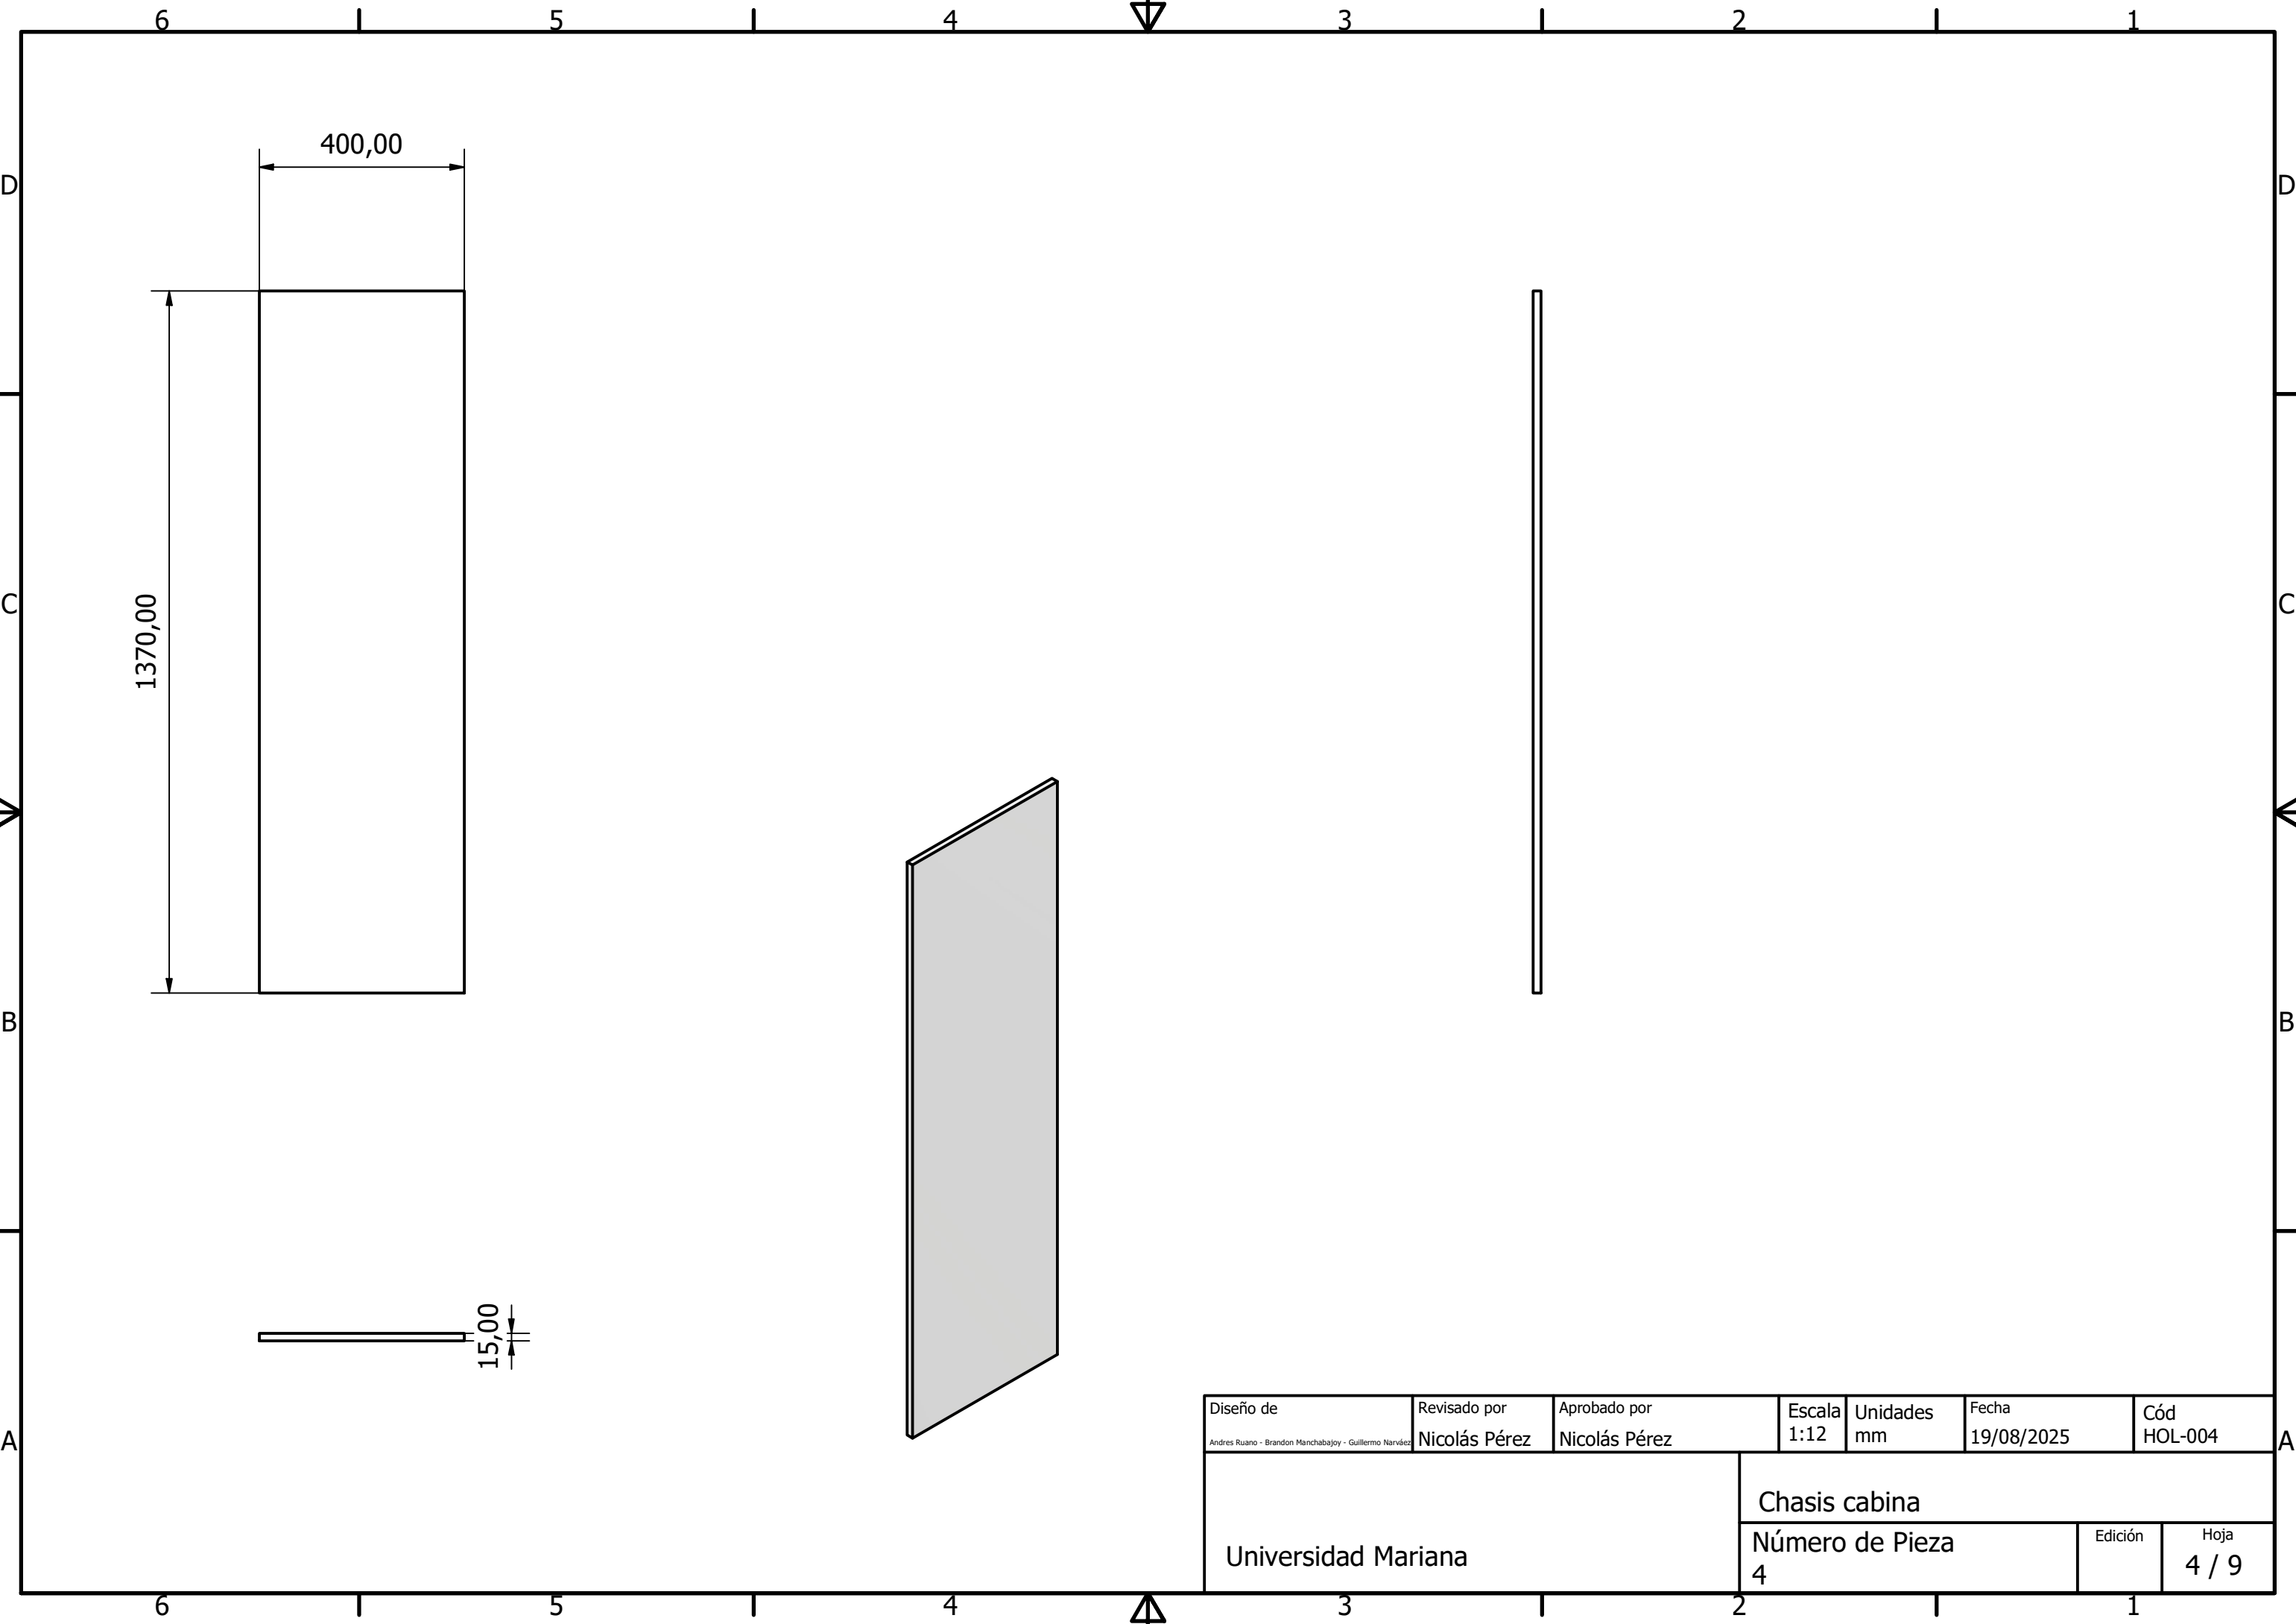 6 5 4 3 2 1
400,00
D D
1370,00
C C
B B
15,00
A A
Diseño de
Andres Ruano - Brandon Manchabajoy - Guillermo Narváez
Revisado por
Nicolás Pérez
Aprobado por
Nicolás Pérez
Escala
1:12
Unidades
mm
Fecha
19/08/2025
Cód
HOL-004
Universidad Mariana
Chasis cabina
Número de Pieza
4
Edición
Hoja
4 / 9
6 5 4 3 2 1